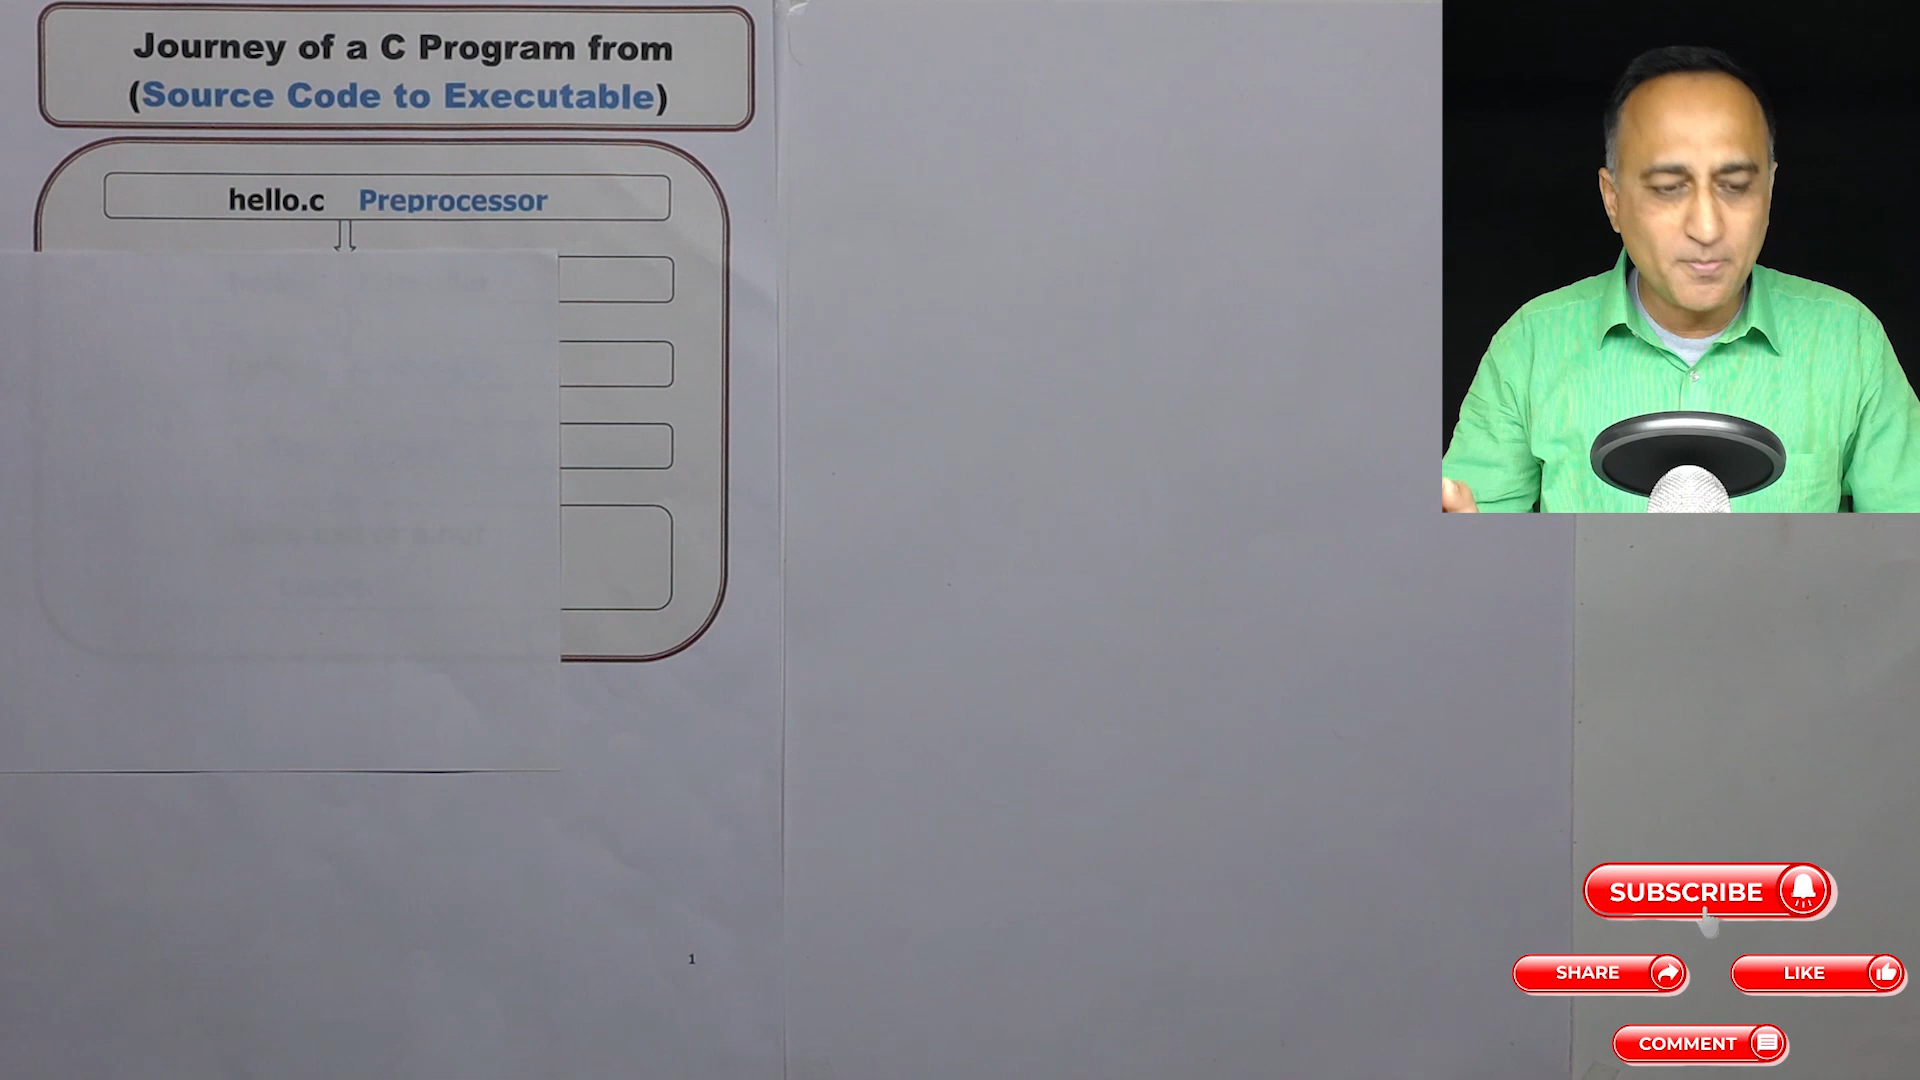 Journey of a C Program from
(Source Code to Executable)
hello.c Preprocessor
1
SUBSCRIBE
SHARE
LIKE
COMMENT